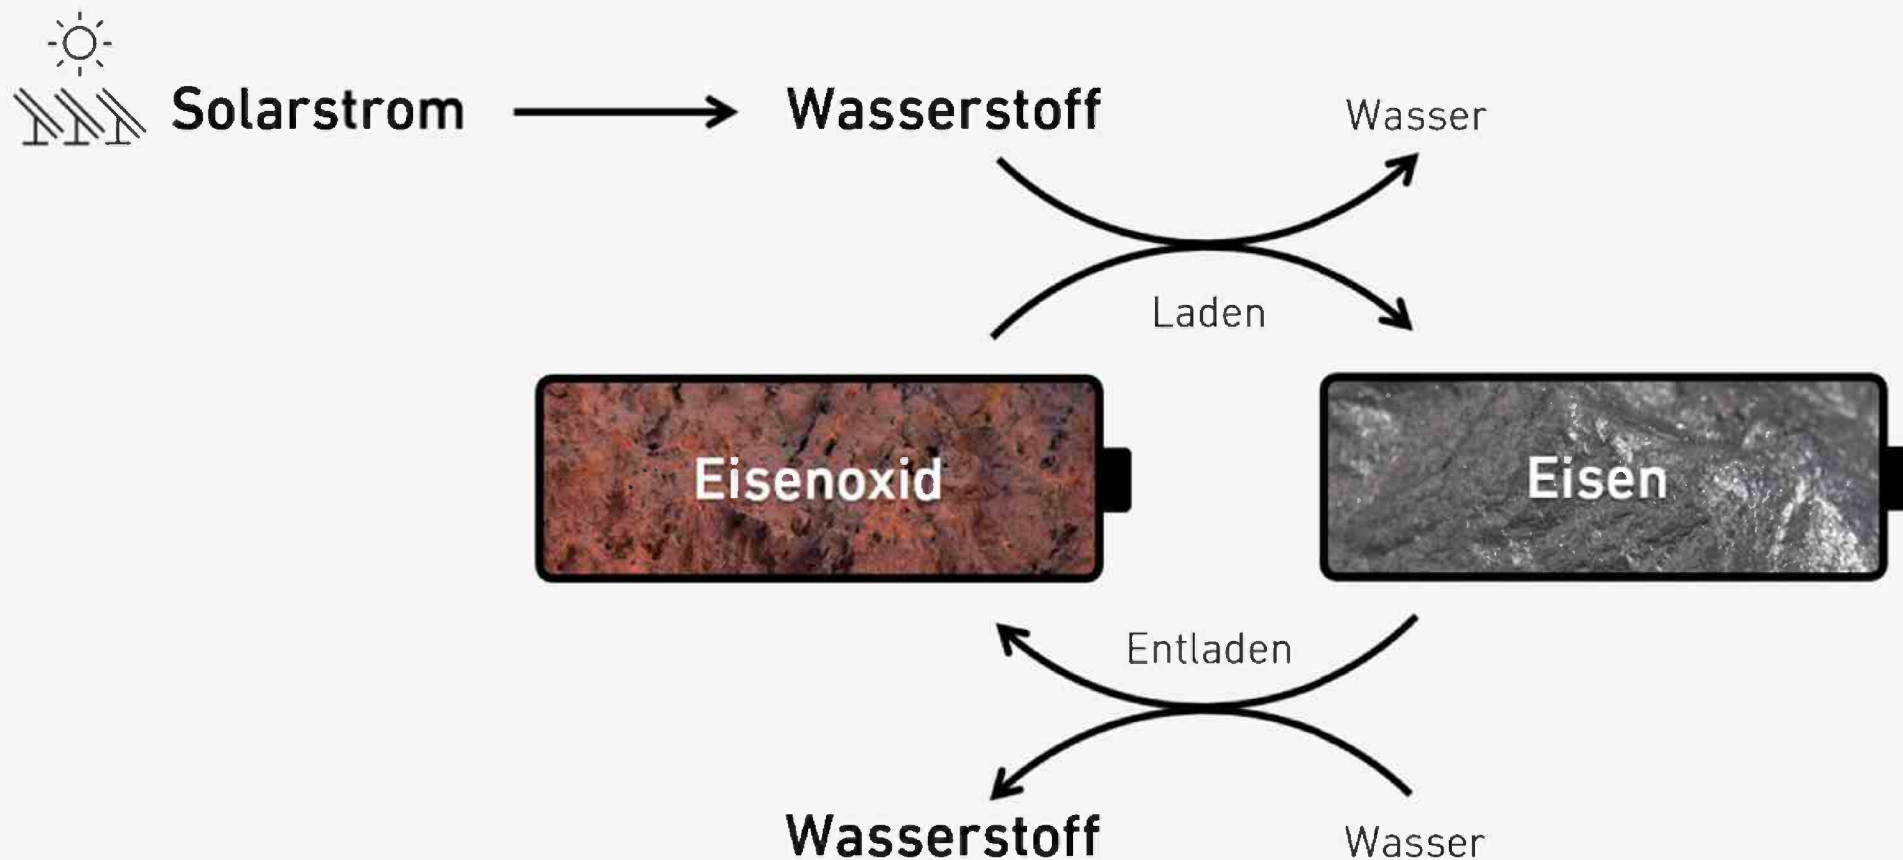 Solarstrom
Wasserstoff
Wasser
Laden
Eisenoxid
Eisen
Entladen
Wasserstoff
Wasser